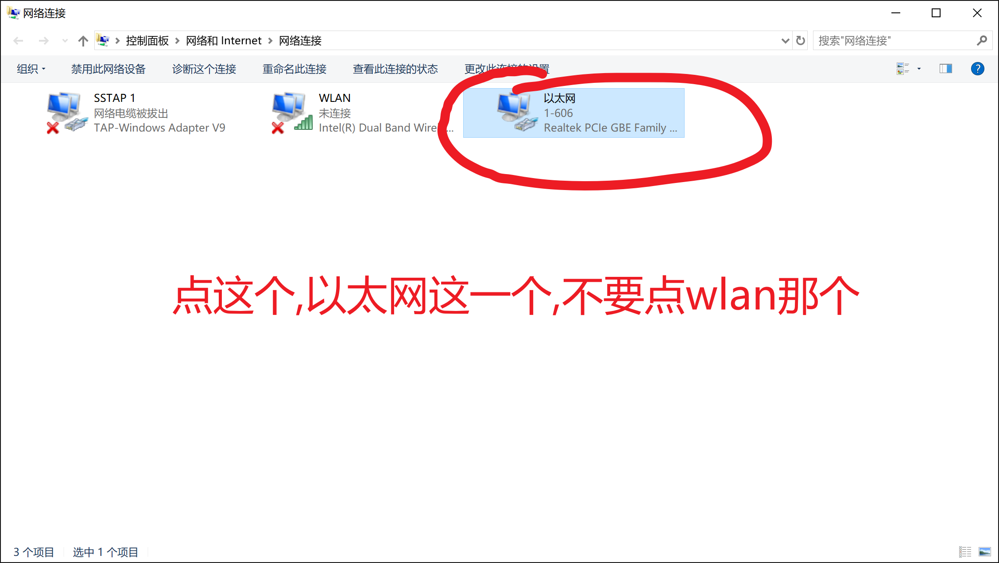 网络连接
控制面板 网络和 Internet 网络连接
搜索"网络连接"
组织 禁用此网络设备 诊断这个连接 重命名此连接 查看此连接的状态 更改此连接的设置
SSTAP 1
网络电缆被拔出
TAP-Windows Adapter V9
WLAN
未连接
Intel(R) Dual Band Wire...
以太网
1-606
Realtek PCIe GBE Family ...
点这个,以太网这一个,不要点wlan那个
3 个项目 选中 1 个项目